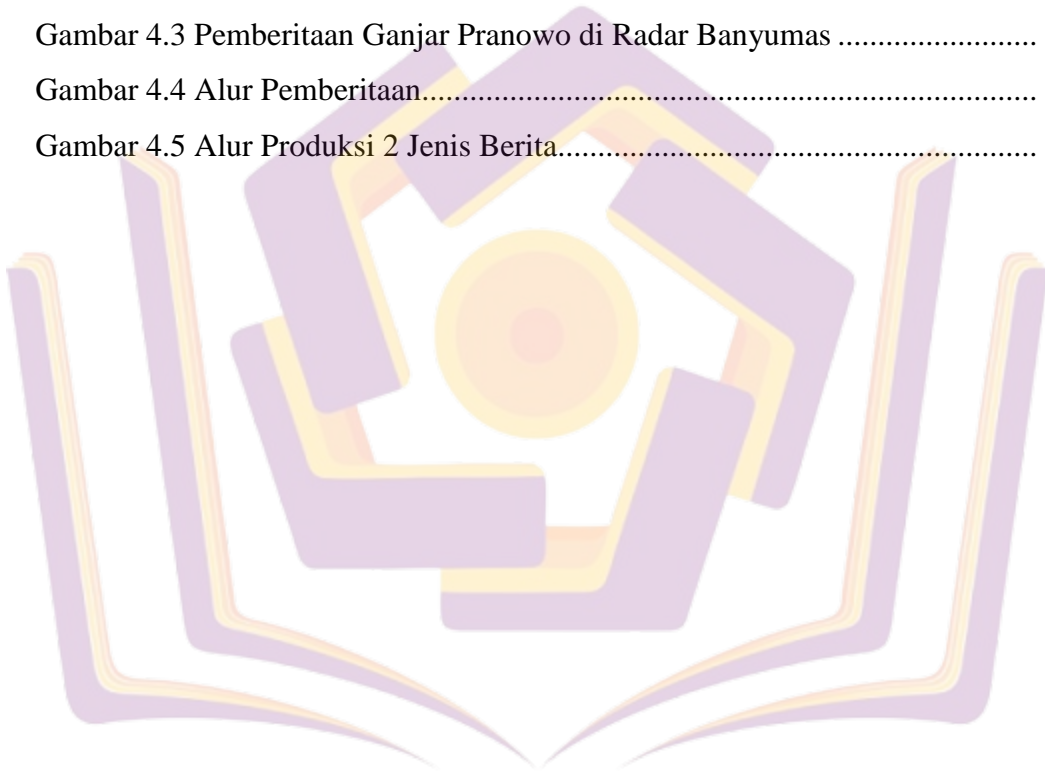 Gambar 4.3 Pemberitaan Ganjar Pranowo di Radar Banyumas .........................
Gambar 4.4 Alur Pemberitaan............................................................................
Gambar 4.5 Alur Produksi 2 Jenis Berita...........................................................